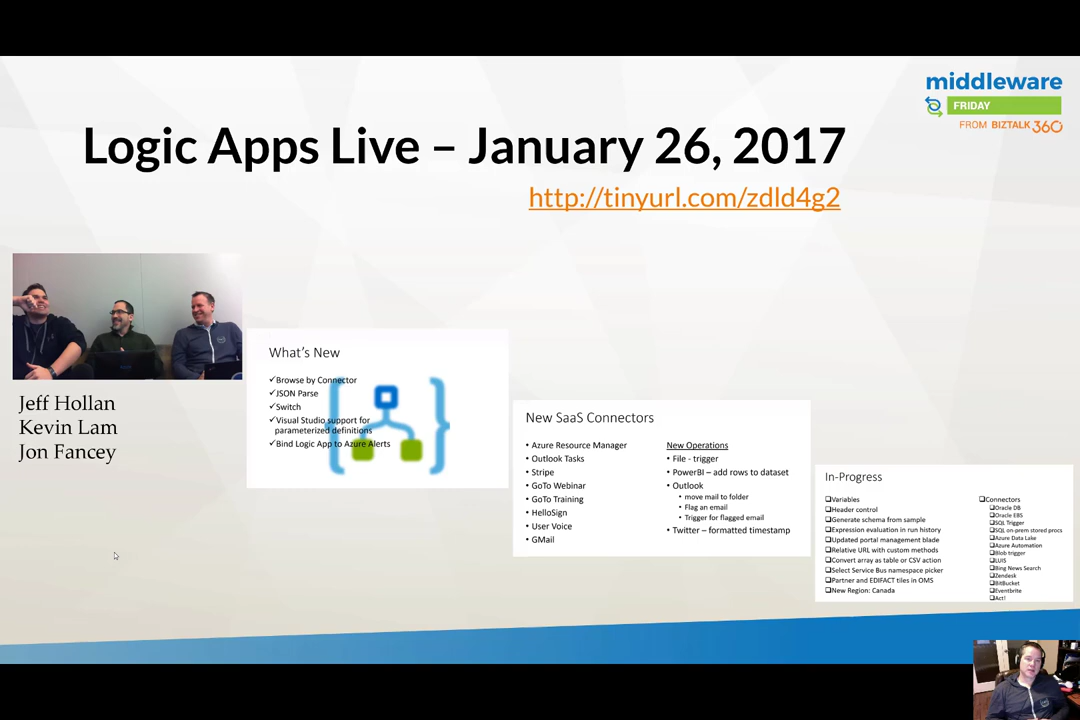 middleware
FRIDAY
FROM BIZTALK360
Logic Apps Live – January 26, 2017
http://tinyurl.com/zdld4g2
Jeff Hollan
Kevin Lam
Jon Fancey
What's New
✓Browse by Connector
✓JSON Parse
✓Switch
✓Visual Studio support for
parameterized definitions
✓Bind Logic App to Azure Alerts
New SaaS Connectors
• Azure Resource Manager
• Outlook Tasks
• Stripe
• GoTo Webinar
• GoTo Training
• HelloSign
• User Voice
• GMail
New Operations
• File - trigger
• PowerBI – add rows to dataset
• Outlook
• move mail to folder
• Flag an email
• Trigger for flagged email
• Twitter – formatted timestamp
In-Progress
❑Variables
❑Header control
❑Generate schema from sample
❑Expression evaluation in run history
❑Updated portal management blade
❑Relative URL with custom methods
❑Convert array as table or CSV action
❑Select Service Bus namespace picker
❑Partner and EDIFACT tiles in OMS
❑New Region: Canada
❑Connectors
❑Oracle DB
❑Oracle EBS
❑SQL Trigger
❑SQL on-prem stored procs
❑Azure Data Lake
❑Azure Automation
❑Blob trigger
❑LUIS
❑Bing News Search
❑Zendesk
❑BitBucket
❑Eventbrite
❑Act!